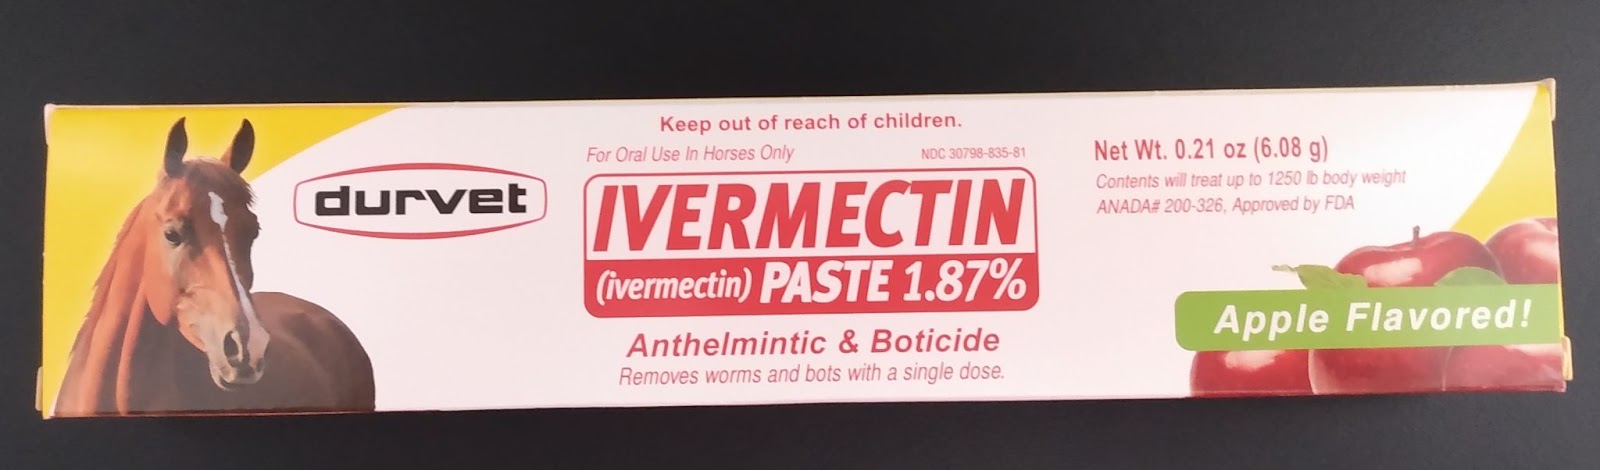 Keep out of reach of children.
For Oral Use In Horses Only
NDC 30798-835-81
durvet
IVERMECTIN
(ivermectin) PASTE 1.87%
Anthelmintic & Boticide
Removes worms and bots with a single dose.
Net Wt. 0.21 oz (6.08 g)
Contents will treat up to 1250 lb body weight
ANADA# 200-326, Approved by FDA
Apple Flavored!